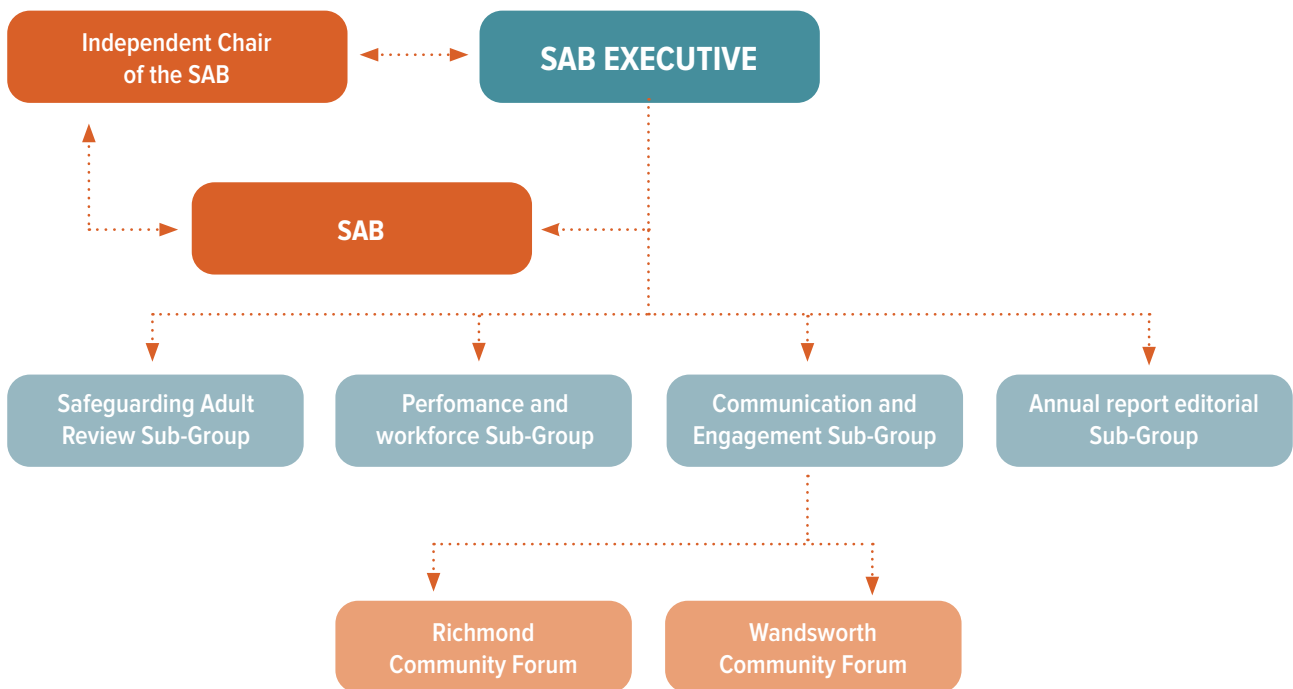 Independent Chair
of the SAB
SAB EXECUTIVE
SAB
Safeguarding Adult
Review Sub-Group
Perfomance and
workforce Sub-Group
Communication and
Engagement Sub-Group
Annual report editorial
Sub-Group
Richmond
Community Forum
Wandsworth
Community Forum